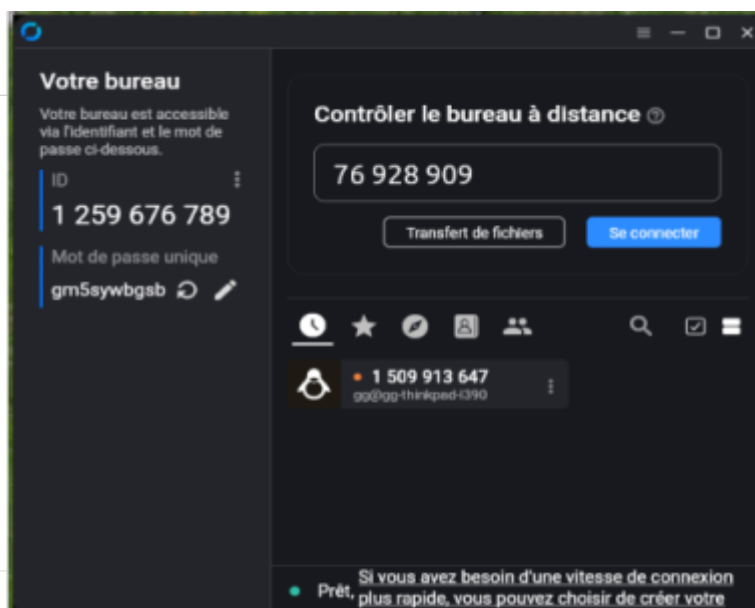 Votre bureau
Votre bureau est accessible
via l'identifiant et le mot de
passe ci-dessous.
ID
1 259 676 789
Mot de passe unique
gm5sywbgsb
Contrôler le bureau à distance
76 928 909
Transfert de fichiers
Se connecter
1 509 913 647
gg@gg-thinkpad-l390
Prêt, Si vous avez besoin d'une vitesse de connexion
plus rapide, vous pouvez choisir de créer votre